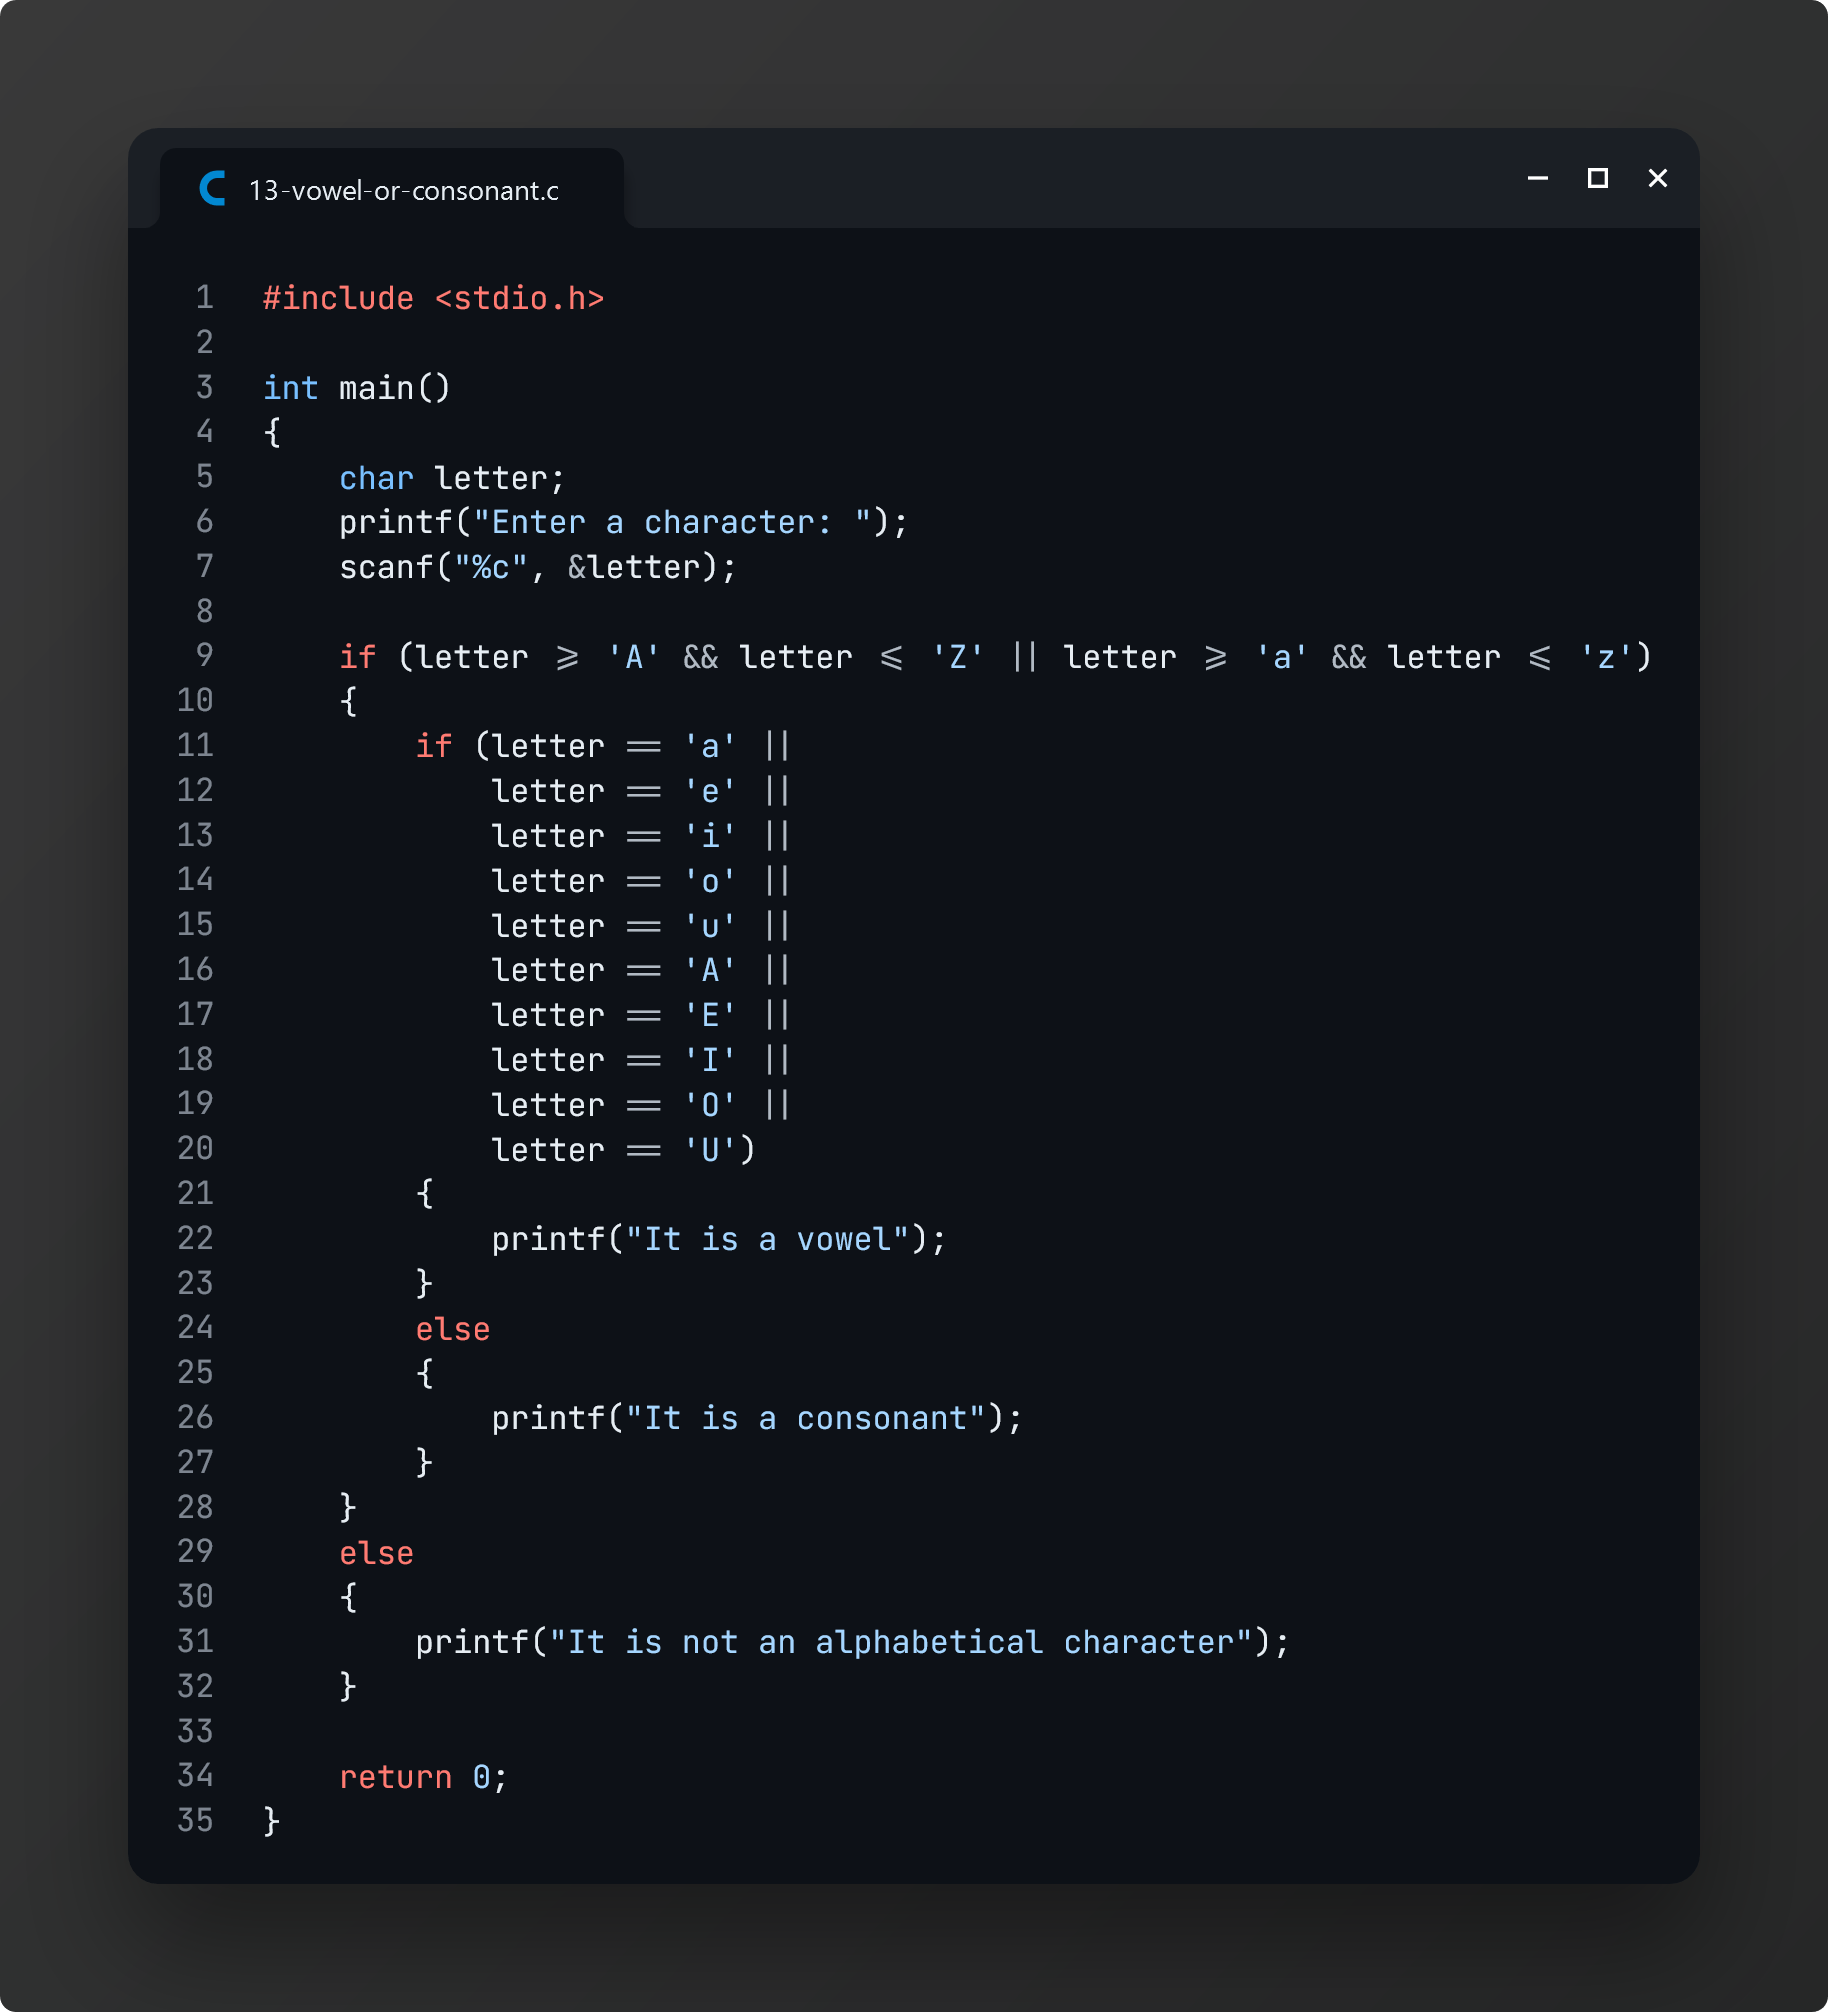 13-vowel-or-consonant.c
1 #include <stdio.h>
2
3 int main()
4 {
5     char letter;
6     printf("Enter a character: ");
7     scanf("%c", &letter);
8
9     if (letter >= 'A' && letter <= 'Z' || letter >= 'a' && letter <= 'z')
10     {
11         if (letter == 'a' ||
12             letter == 'e' ||
13             letter == 'i' ||
14             letter == 'o' ||
15             letter == 'u' ||
16             letter == 'A' ||
17             letter == 'E' ||
18             letter == 'I' ||
19             letter == 'O' ||
20             letter == 'U')
21         {
22             printf("It is a vowel");
23         }
24         else
25         {
26             printf("It is a consonant");
27         }
28     }
29     else
30     {
31         printf("It is not an alphabetical character");
32     }
33
34     return 0;
35 }